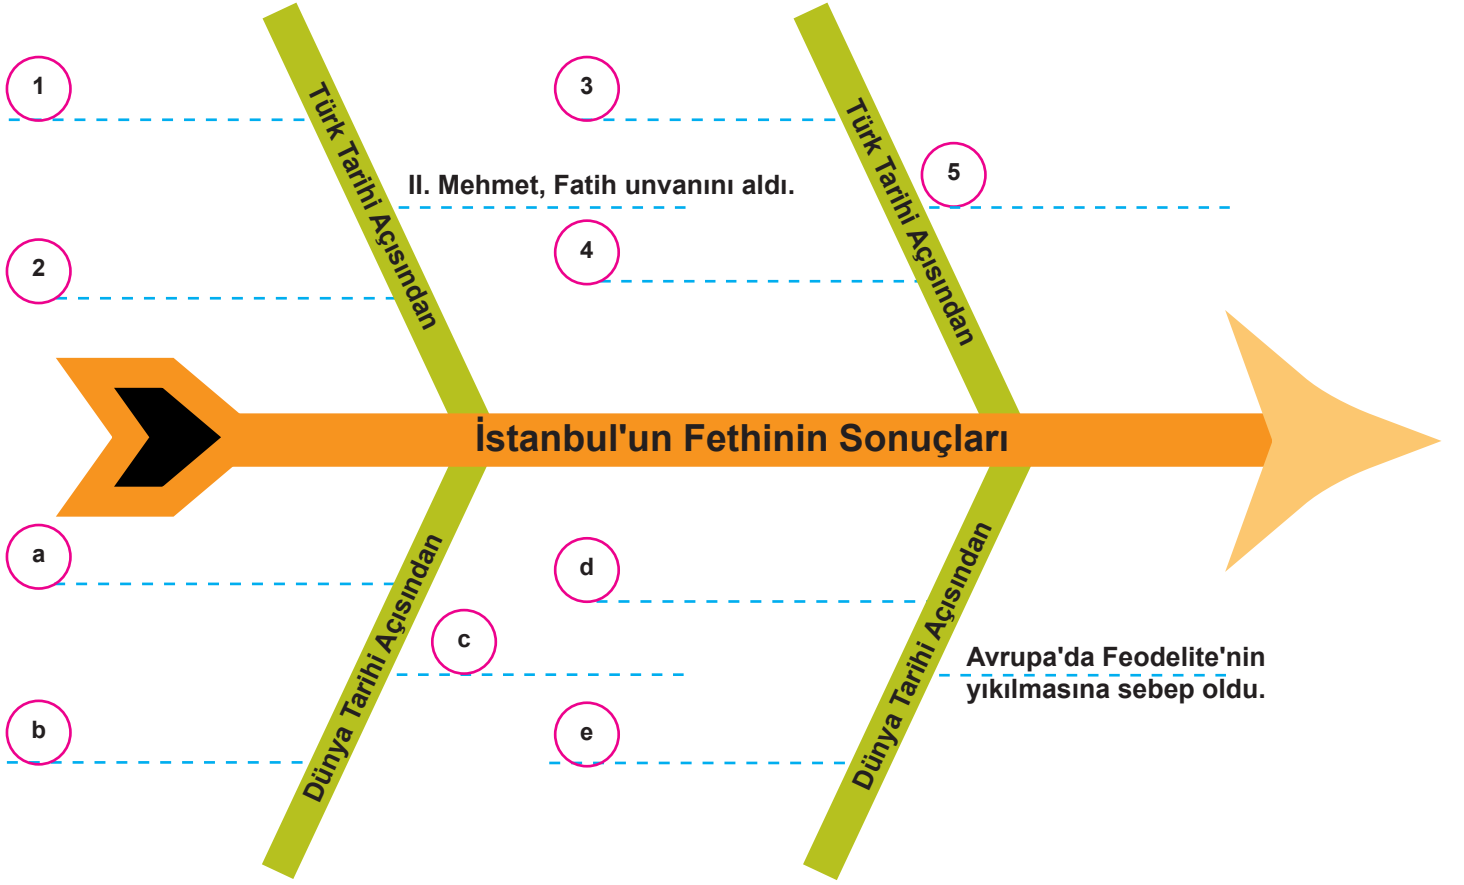 1
Türk Tarihi Açısından
II. Mehmet, Fatih unvanını aldı.
2
3
Türk Tarihi Açısından
5
4
İstanbul'un Fethinin Sonuçları
a
Dünya Tarihi Açısından
c
b
d
Dünya Tarihi Açısından
Avrupa'da Feodelite'nin
yıkılmasına sebep oldu.
e